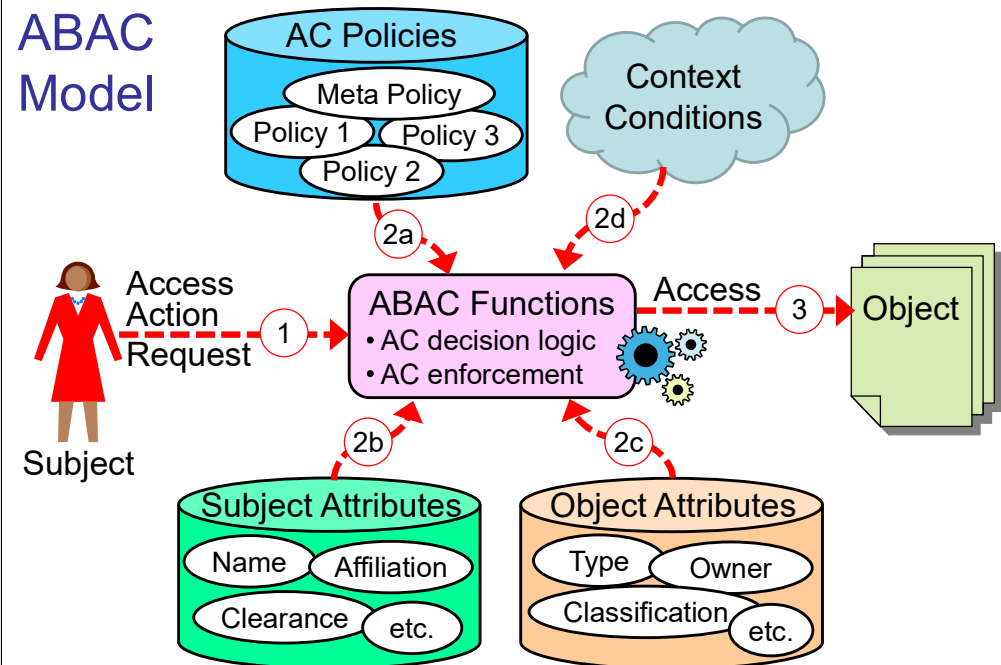 ABAC
Model
AC Policies
Meta Policy
Policy 1
Policy 3
Policy 2
Context
Conditions
2a
2d
Access
Action
Request
1
Subject
ABAC Functions
• AC decision logic
• AC enforcement
Access
3
Object
2b
2c
Subject Attributes
Name
Affiliation
Clearance
etc.
Object Attributes
Type
Owner
Classification
etc.